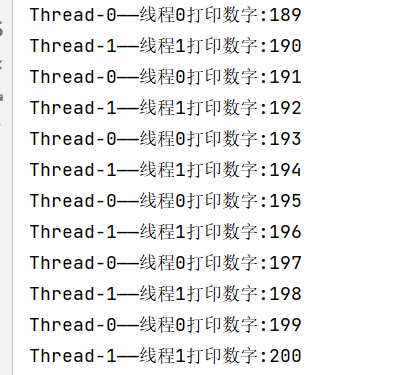 Thread-0——线程0打印数字:189
Thread-1——线程1打印数字:190
Thread-0——线程0打印数字:191
Thread-1——线程1打印数字:192
Thread-0——线程0打印数字:193
Thread-1——线程1打印数字:194
Thread-0——线程0打印数字:195
Thread-1——线程1打印数字:196
Thread-0——线程0打印数字:197
Thread-1——线程1打印数字:198
Thread-0——线程0打印数字:199
Thread-1——线程1打印数字:200